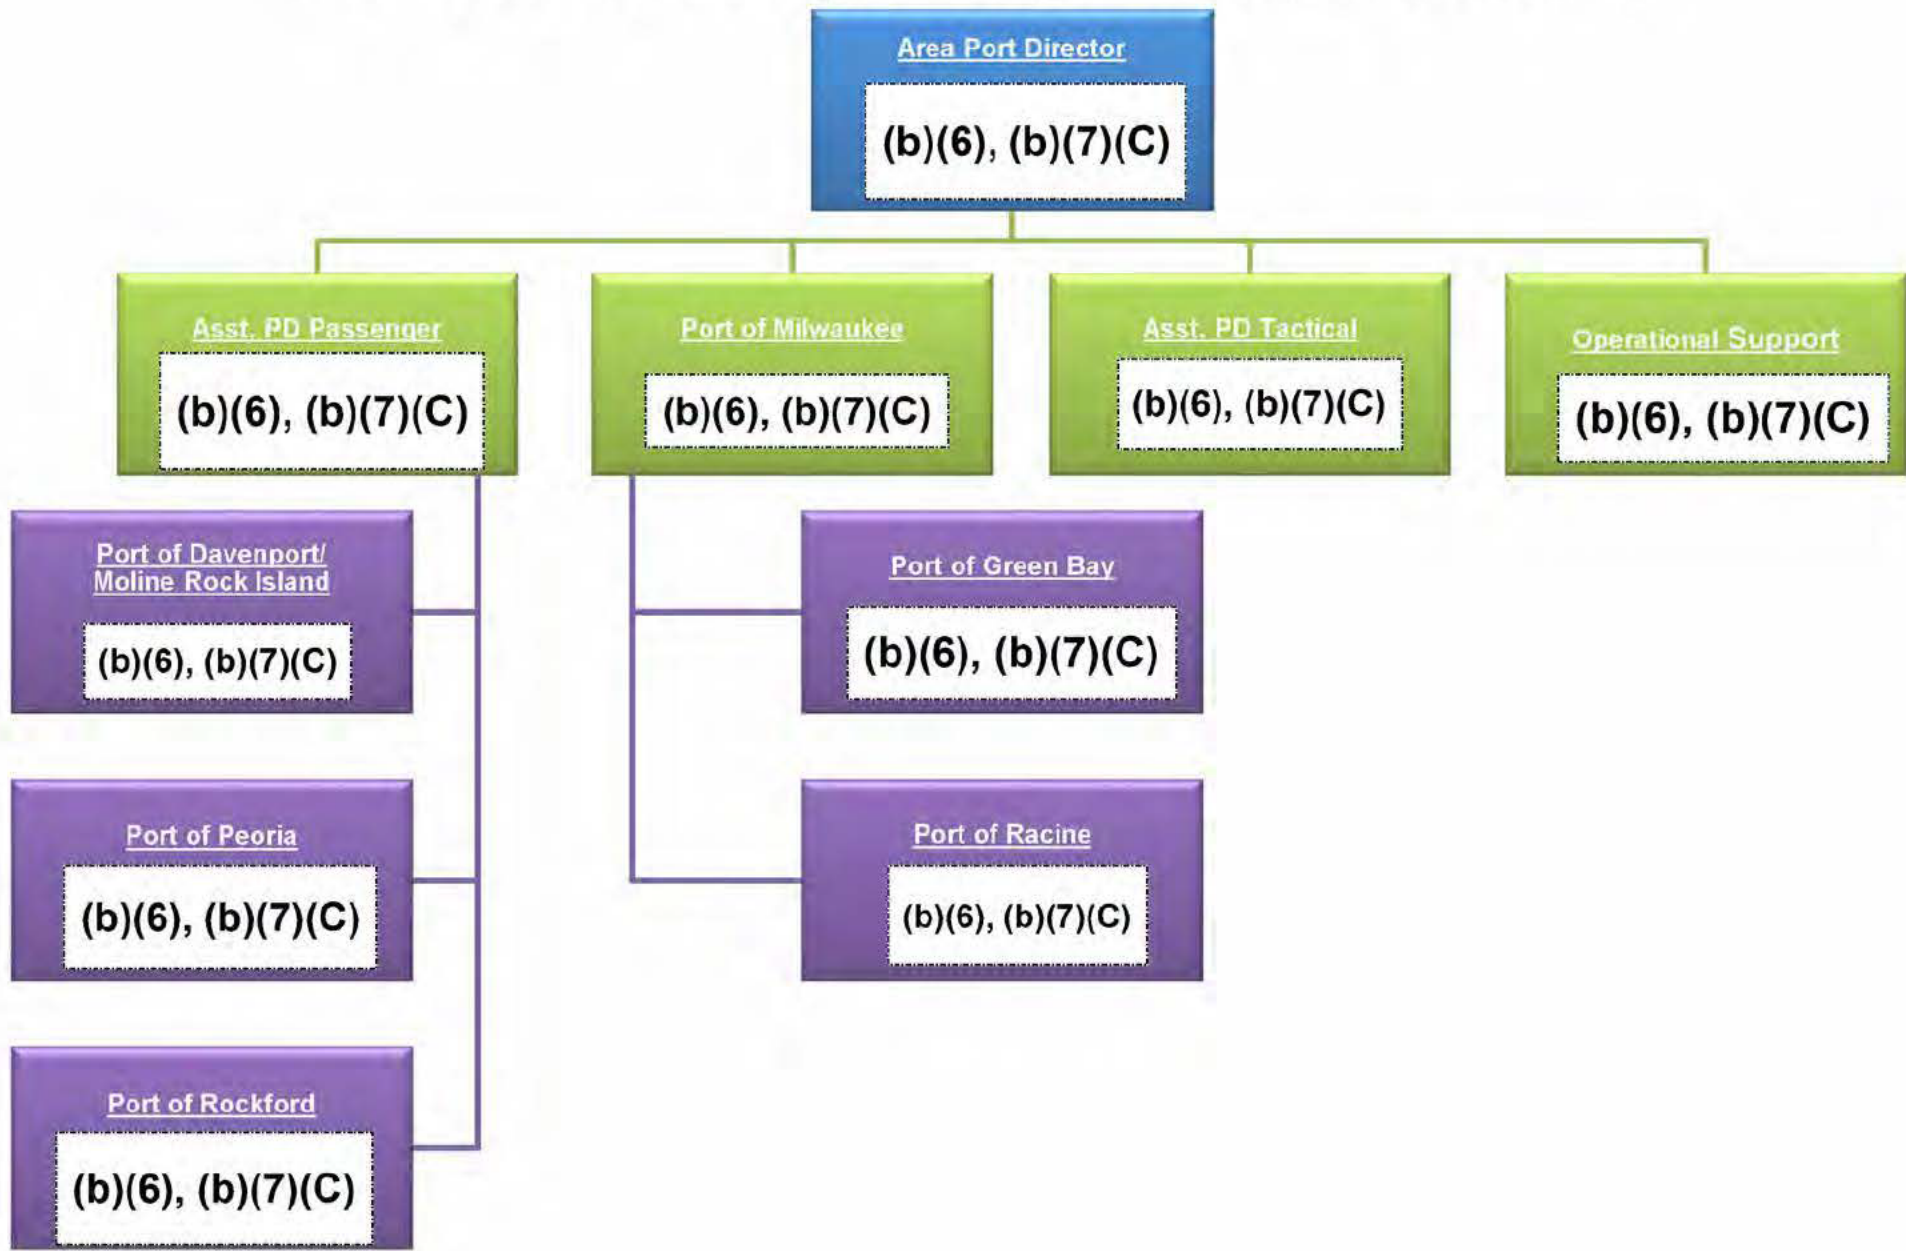 Area Port Director
(b)(6), (b)(7)(C)
Asst. PD Passenger
(b)(6), (b)(7)(C)
Port of Milwaukee
(b)(6), (b)(7)(C)
Asst. PD Tactical
(b)(6), (b)(7)(C)
Operational Support
(b)(6), (b)(7)(C)
Port of Davenport/
Moline Rock Island
(b)(6), (b)(7)(C)
Port of Green Bay
(b)(6), (b)(7)(C)
Port of Peoria
(b)(6), (b)(7)(C)
Port of Racine
(b)(6), (b)(7)(C)
Port of Rockford
(b)(6), (b)(7)(C)